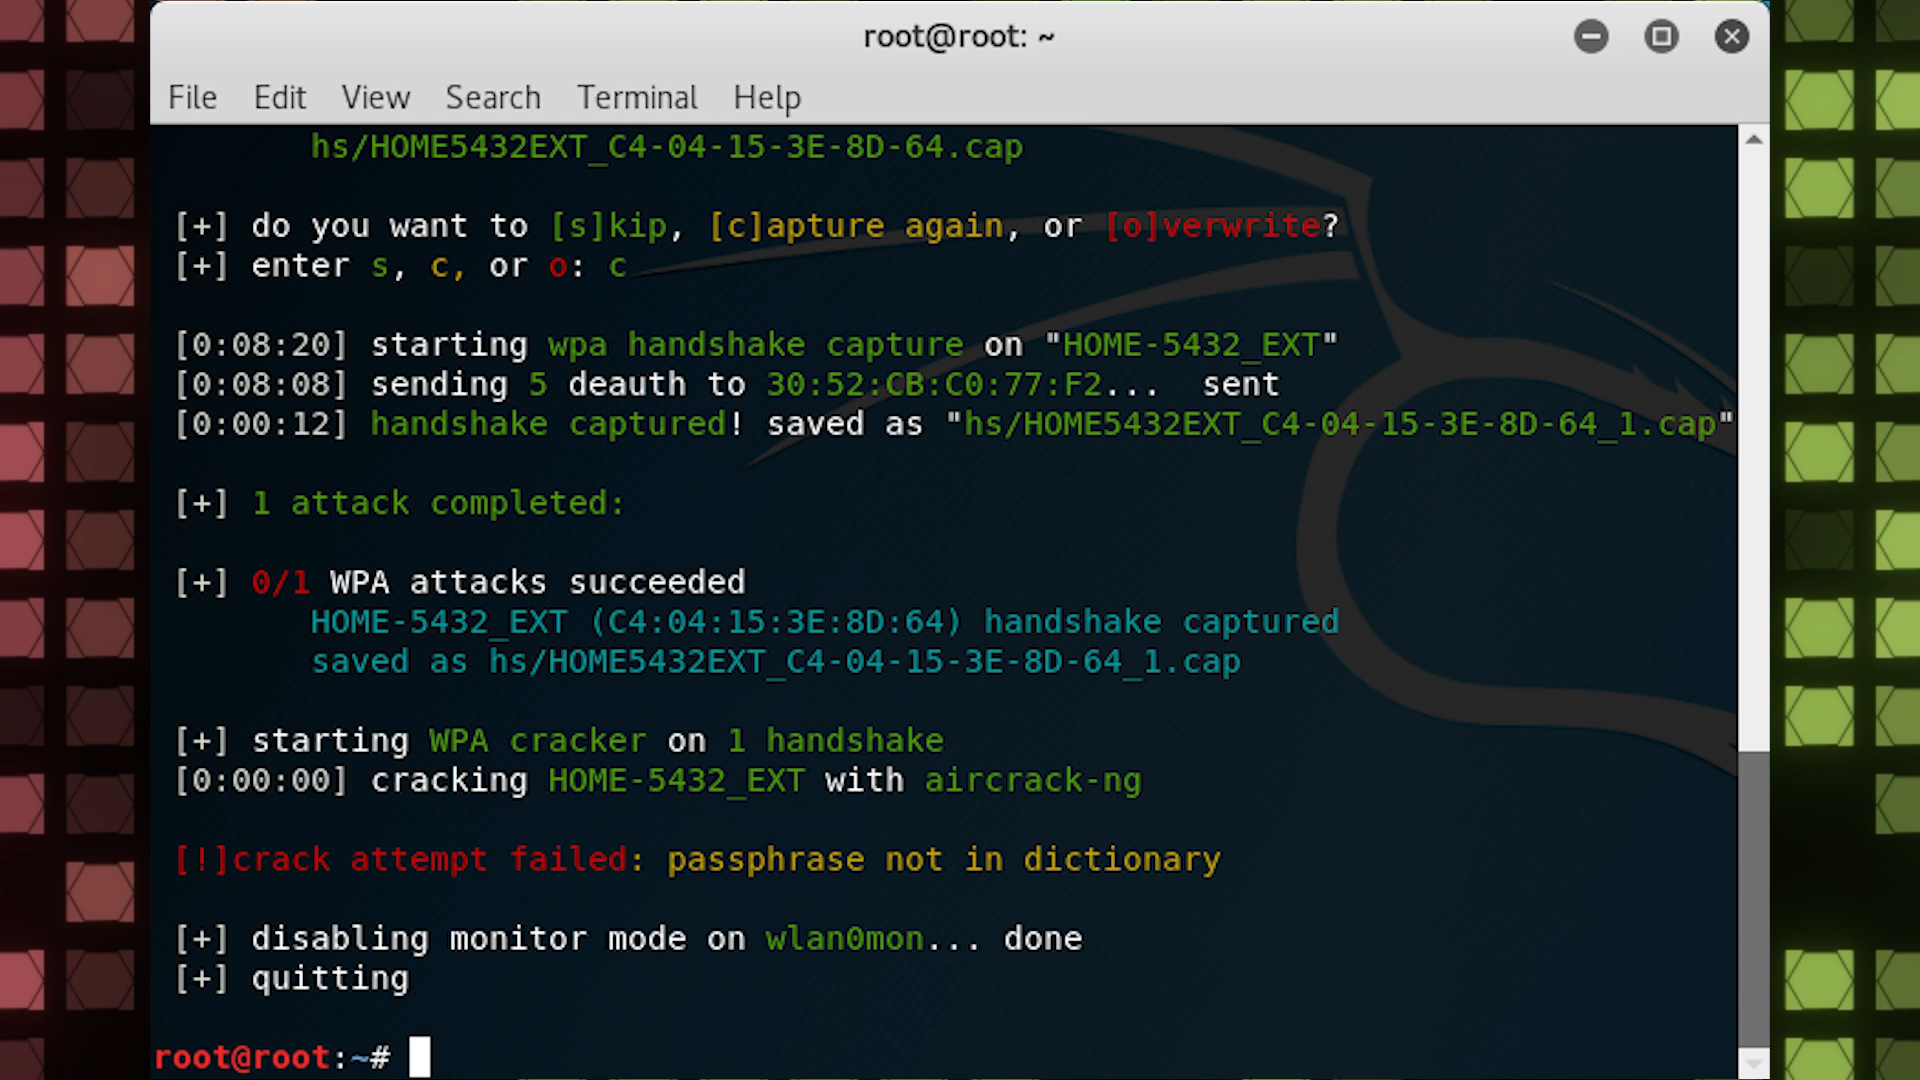 root@root: ~
File Edit View Search Terminal Help
hs/HOME5432EXT_C4-04-15-3E-8D-64.cap
[+] do you want to [s]kip, [c]apture again, or [o]verwrite?
[+] enter s, c, or o: c
[0:08:20] starting wpa handshake capture on "HOME-5432_EXT"
[0:08:08] sending 5 deauth to 30:52:CB:C0:77:F2... sent
[0:00:12] handshake captured! saved as "hs/HOME5432EXT_C4-04-15-3E-8D-64_1.cap"
[+] 1 attack completed:
[+] 0/1 WPA attacks succeeded
HOME-5432_EXT (C4:04:15:3E:8D:64) handshake captured
saved as hs/HOME5432EXT_C4-04-15-3E-8D-64_1.cap
[+] starting WPA cracker on 1 handshake
[0:00:00] cracking HOME-5432_EXT with aircrack-ng
[!]crack attempt failed: passphrase not in dictionary
[+] disabling monitor mode on wlan0mon... done
[+] quitting
root@root:~#